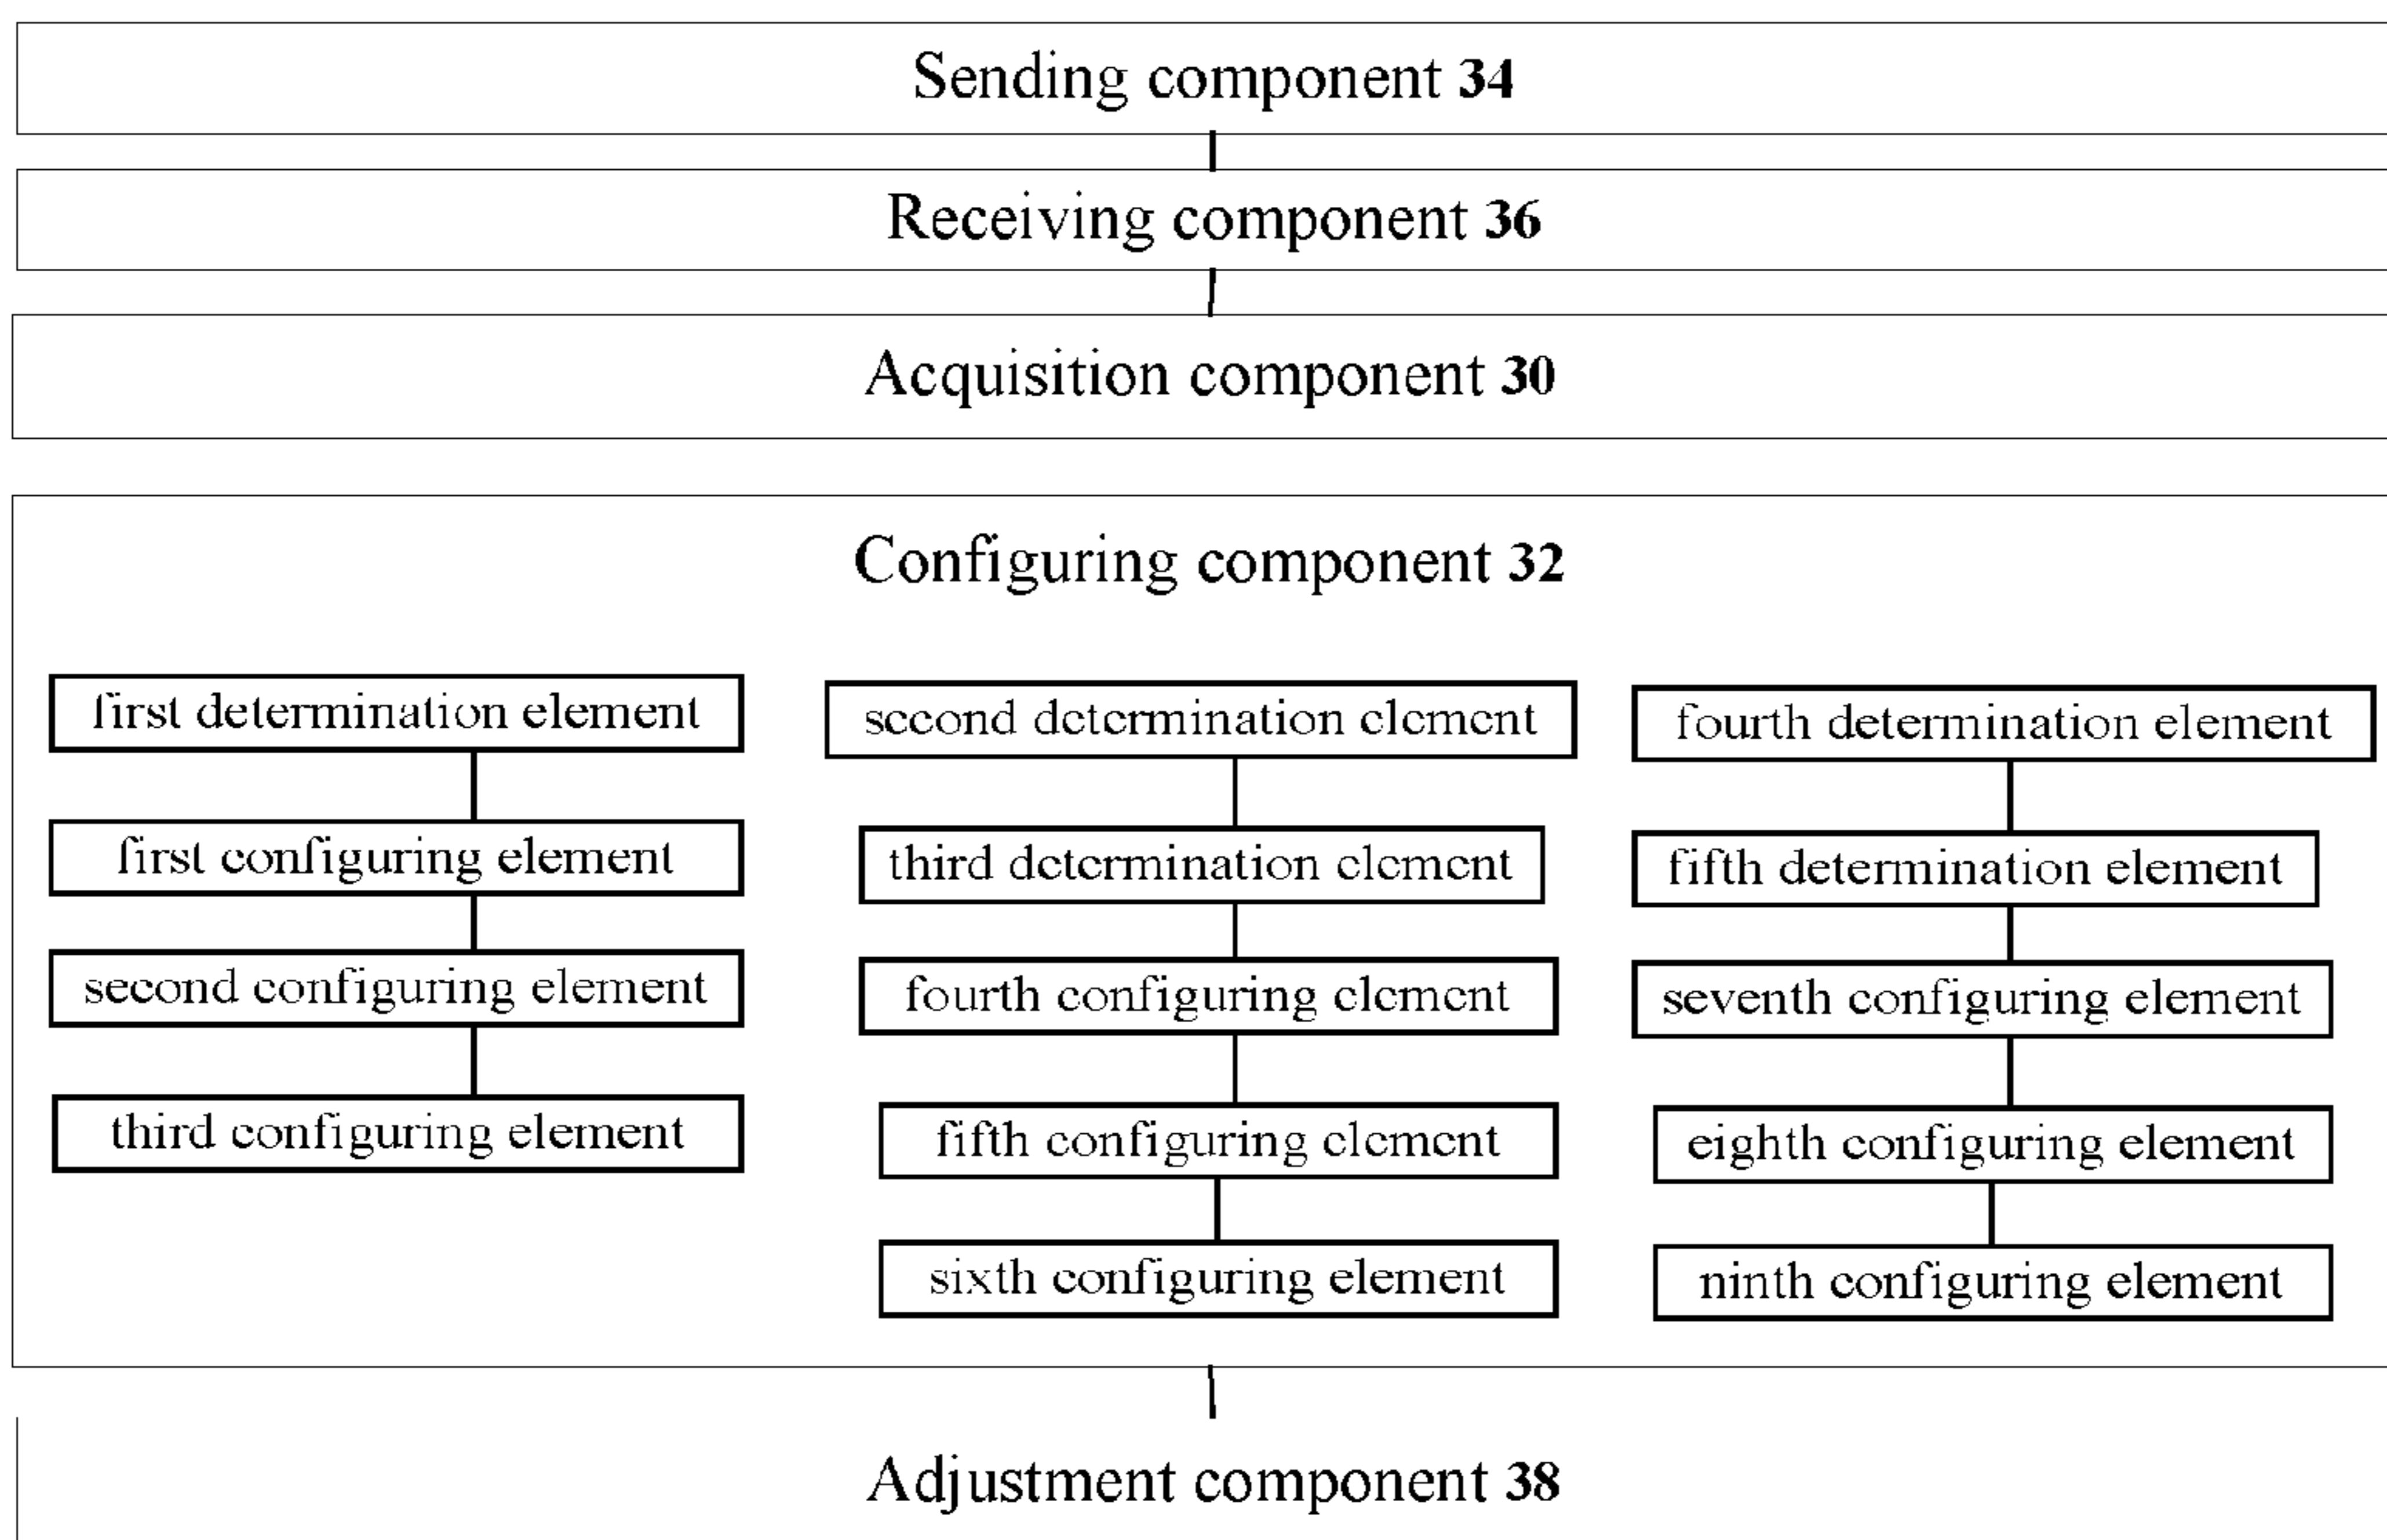 Sending component 34
Receiving component 36
Acquisition component 30
Configuring component 32
first determination element
first configuring element
second configuring element
third configuring element
second determination element
third determination element
fourth configuring element
fifth configuring element
sixth configuring element
fourth determination element
fifth determination element
seventh configuring element
eighth configuring element
ninth configuring element
Adjustment component 38